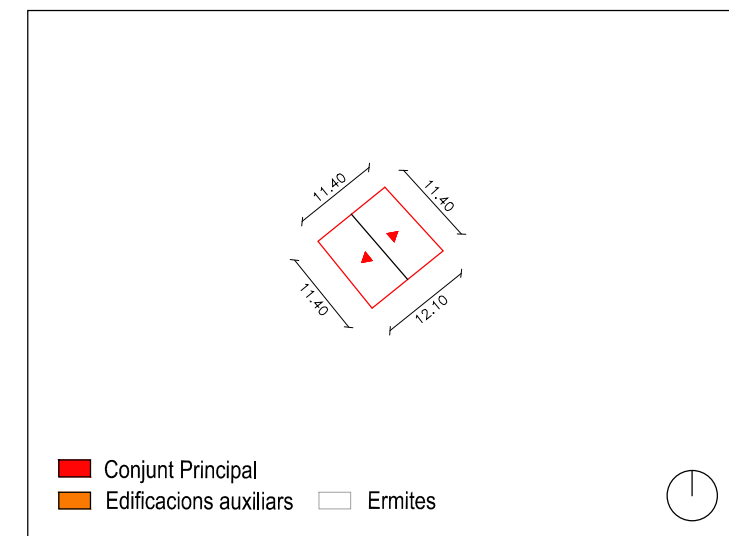 11.40
11.40
11.40
12.10
Conjunt Principal
Edificacions auxiliars
Ermites